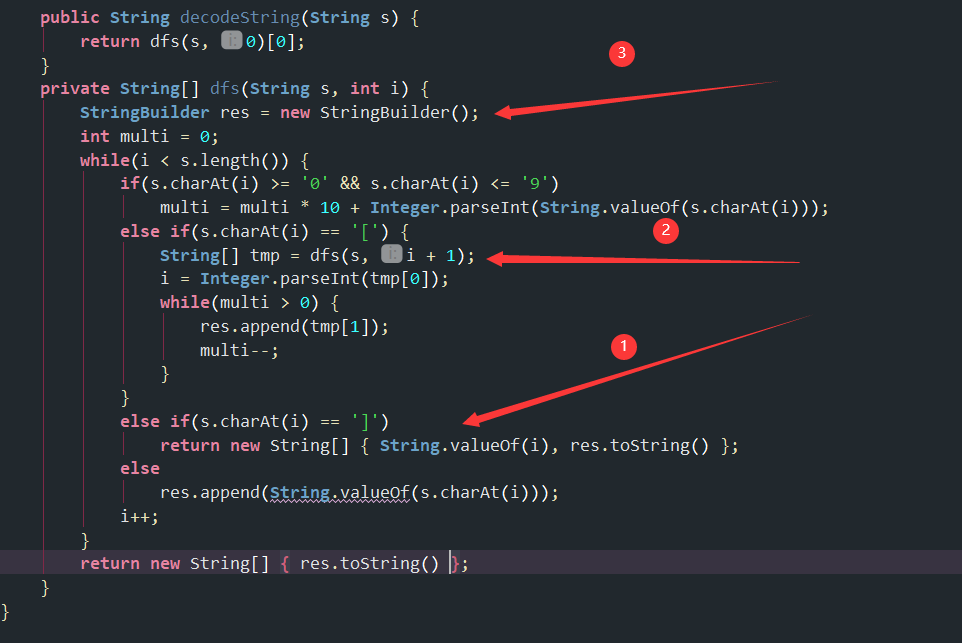 public String decodeString(String s) {
return dfs(s, i: 0)[0];
}
3
private String[] dfs(String s, int i) {
StringBuilder res = new StringBuilder();
int multi = 0;
while(i < s.length()) {
if(s.charAt(i) >= '0' && s.charAt(i) <= '9')
multi = multi * 10 + Integer.parseInt(String.valueOf(s.charAt(i)));
else if(s.charAt(i) == '[') {
2
String[] tmp = dfs(s, i: i + 1);
i = Integer.parseInt(tmp[0]);
while(multi > 0) {
res.append(tmp[1]);
multi--;
1
}
}
else if(s.charAt(i) == ']')
return new String[] { String.valueOf(i), res.toString() };
else
res.append(String.valueOf(s.charAt(i)));
i++;
}
return new String[] { res.toString() };
}
}